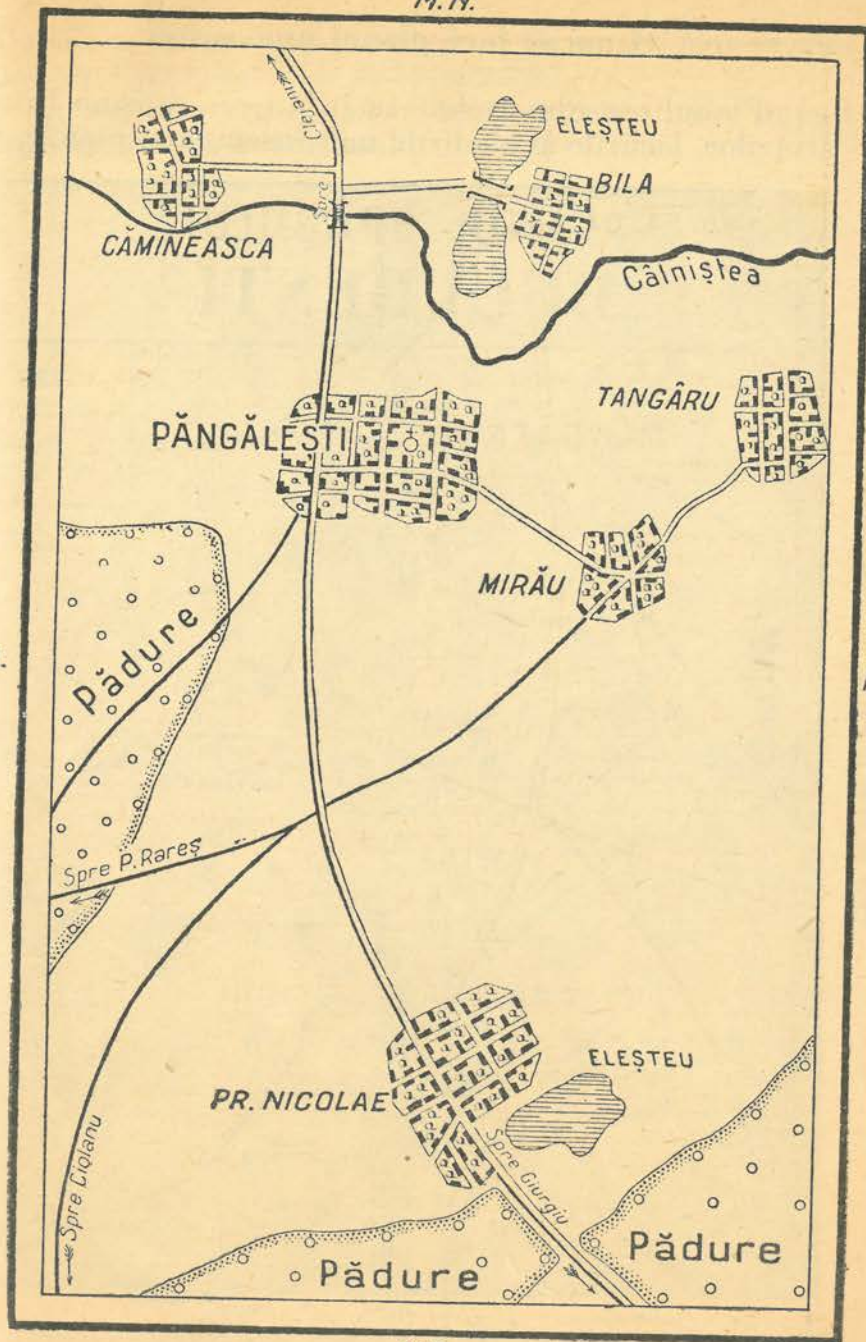 Spre Clejani
ELEȘTEU
BILA
CĂMINEASCA
Câlniștea
TANGÂRU
PĂNGĂLEȘTI
MIRĂU
Pădure
Spre P. Rareș
ELEȘTEU
PR. NICOLAE
Spre Giurgiu
Spre Ciolanu
Pădure
Pădure